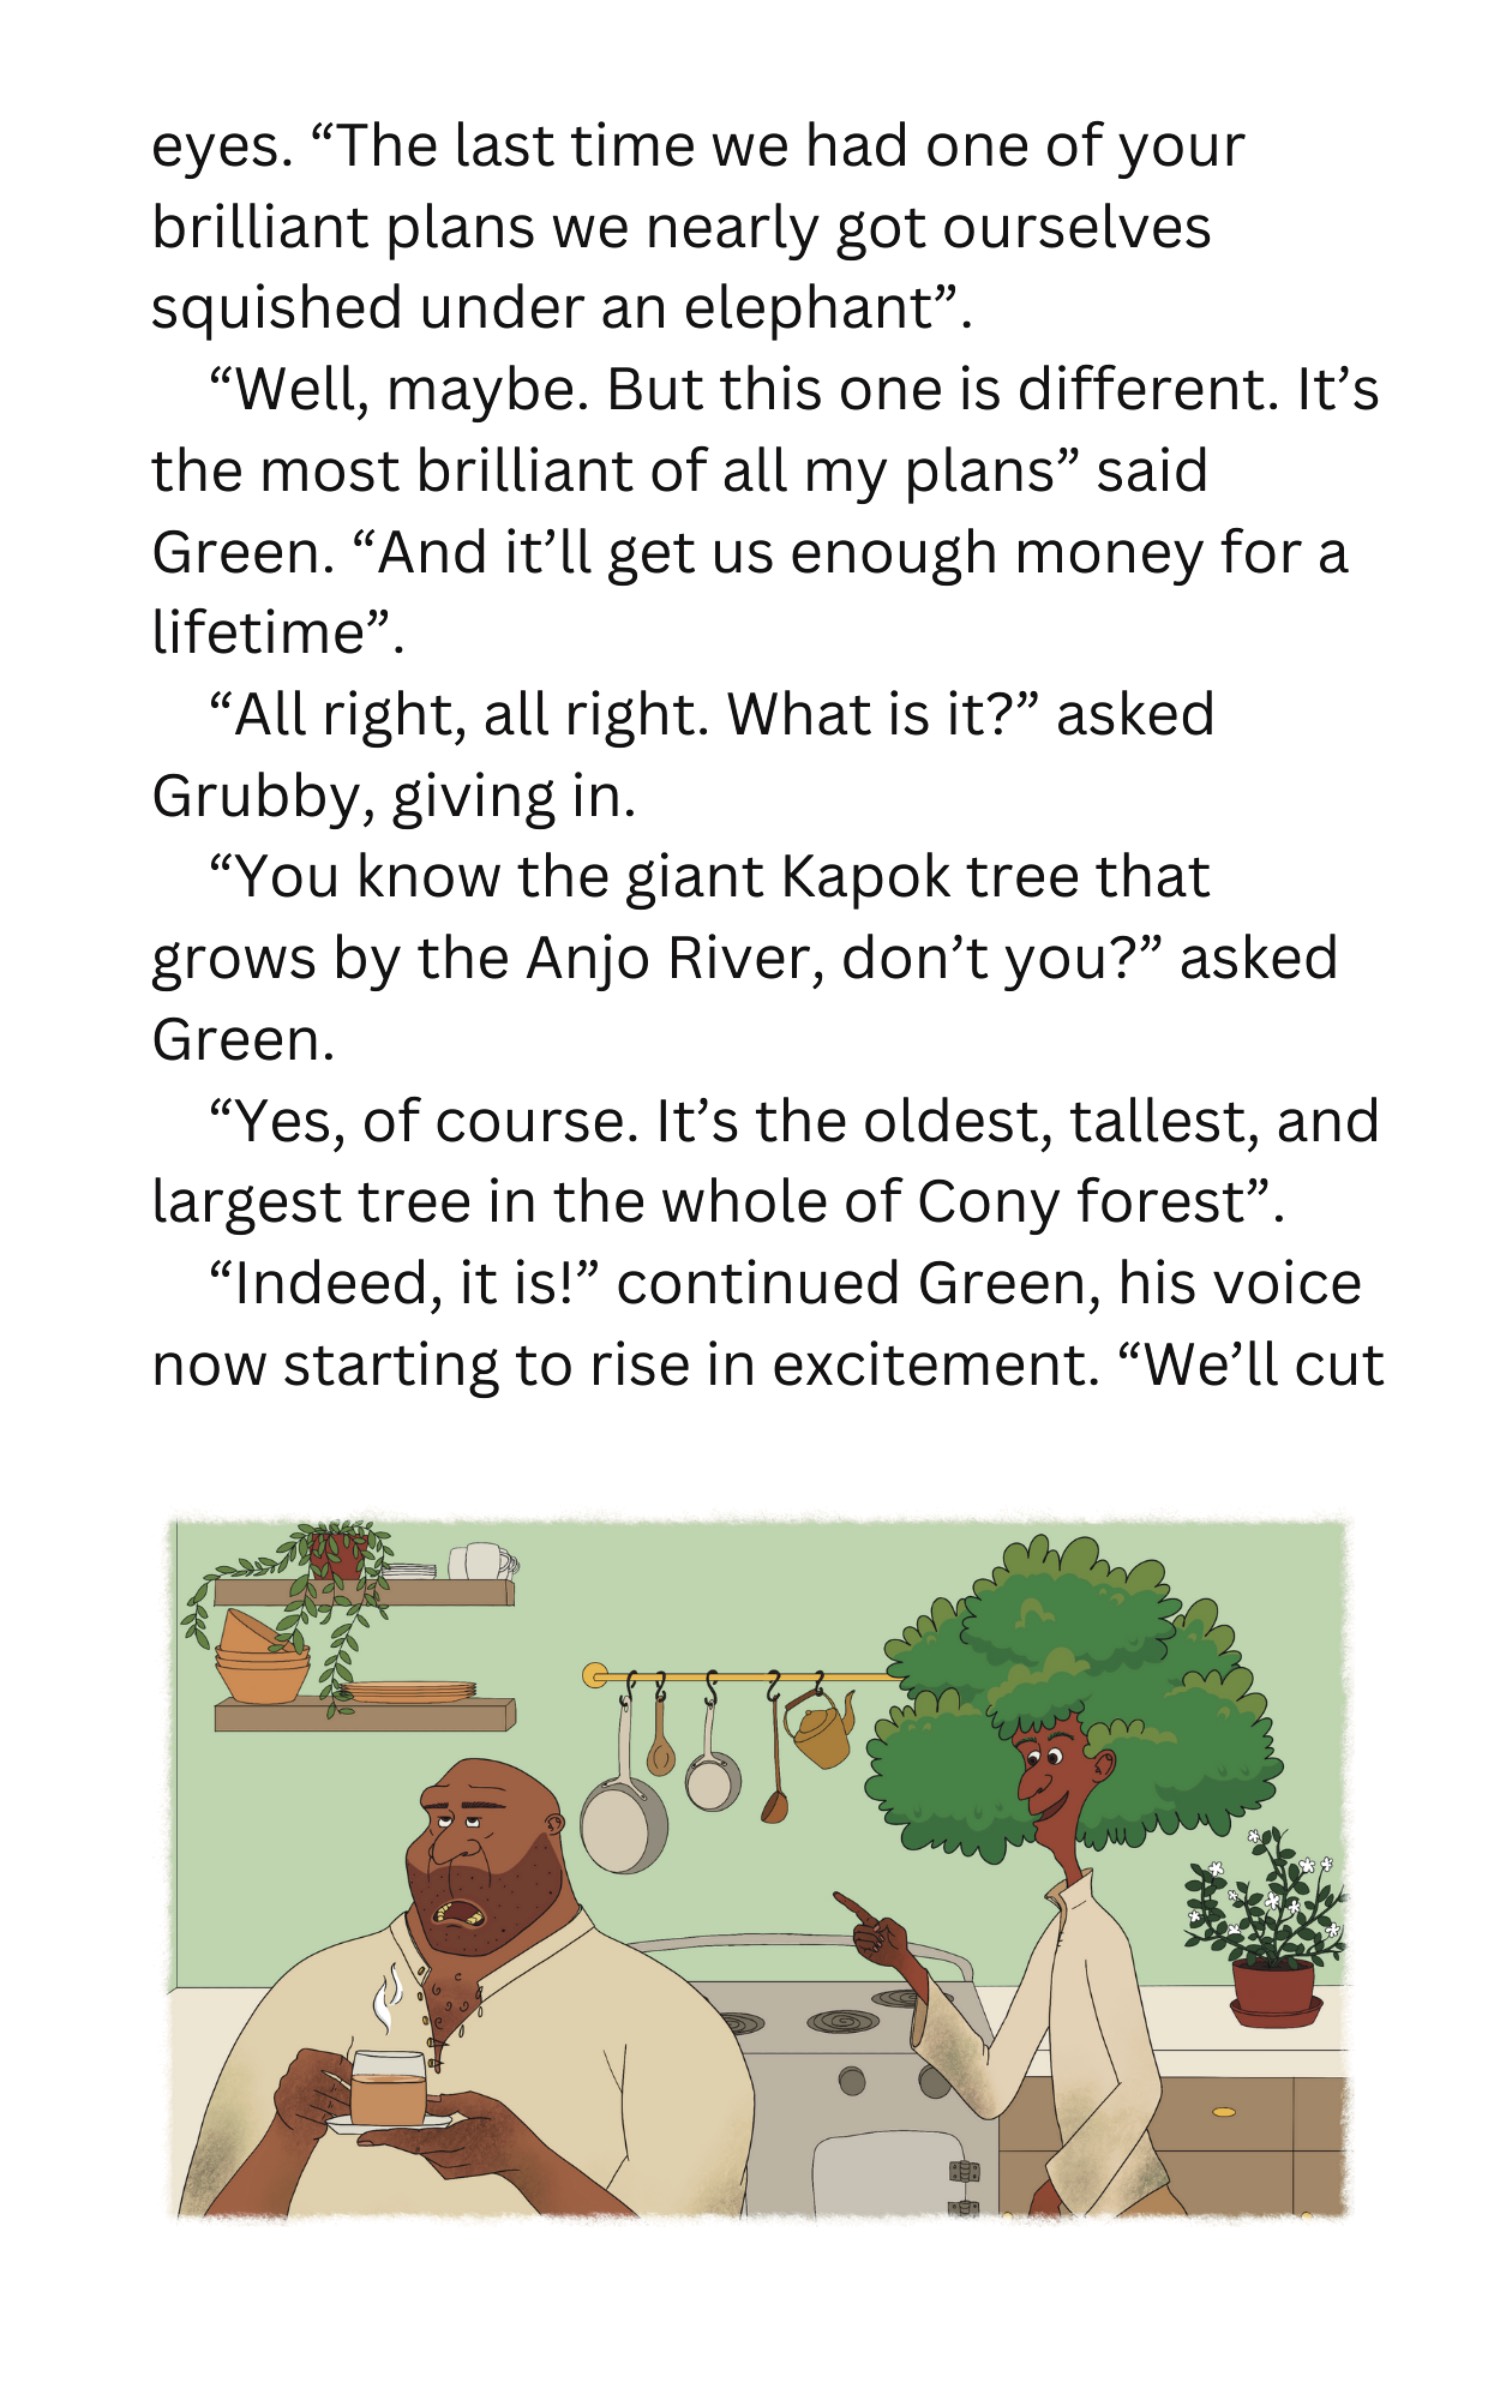 eyes. “The last time we had one of your
brilliant plans we nearly got ourselves
squished under an elephant”.
“Well, maybe. But this one is different. It’s
the most brilliant of all my plans” said
Green. “And it’ll get us enough money for a
lifetime”.
“All right, all right. What is it?” asked
Grubby, giving in.
“You know the giant Kapok tree that
grows by the Anjo River, don’t you?” asked
Green.
“Yes, of course. It’s the oldest, tallest, and
largest tree in the whole of Cony forest”.
“Indeed, it is!” continued Green, his voice
now starting to rise in excitement. “We’ll cut